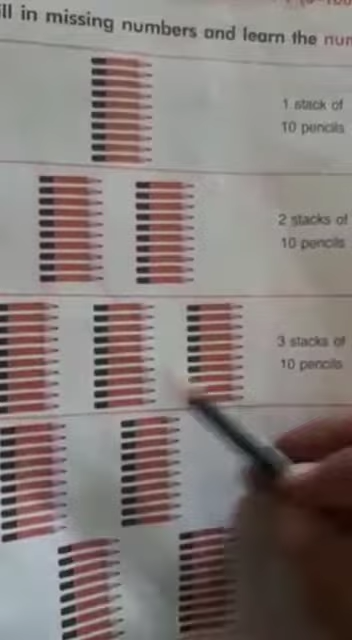 ill in missing numbers and learn the num
1 stack of
10 pencils
2 stacks of
10 pencils
3 stacks of
10 pencils